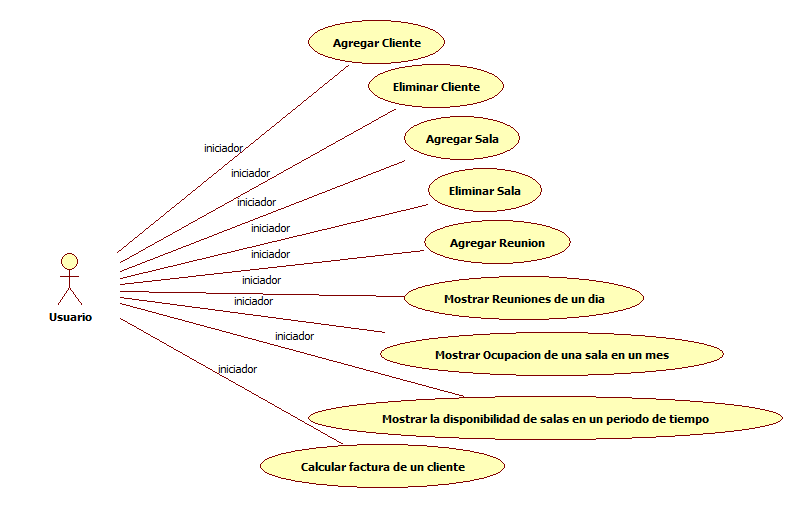 Agregar Cliente
Eliminar Cliente
Agregar Sala
iniciador
iniciador
Eliminar Sala
iniciador
iniciador
Agregar Reunion
iniciador
iniciador
Mostrar Reuniones de un dia
iniciador
Usuario
iniciador
Mostrar Ocupacion de una sala en un mes
iniciador
Mostrar la disponibilidad de salas en un periodo de tiempo
Calcular factura de un cliente